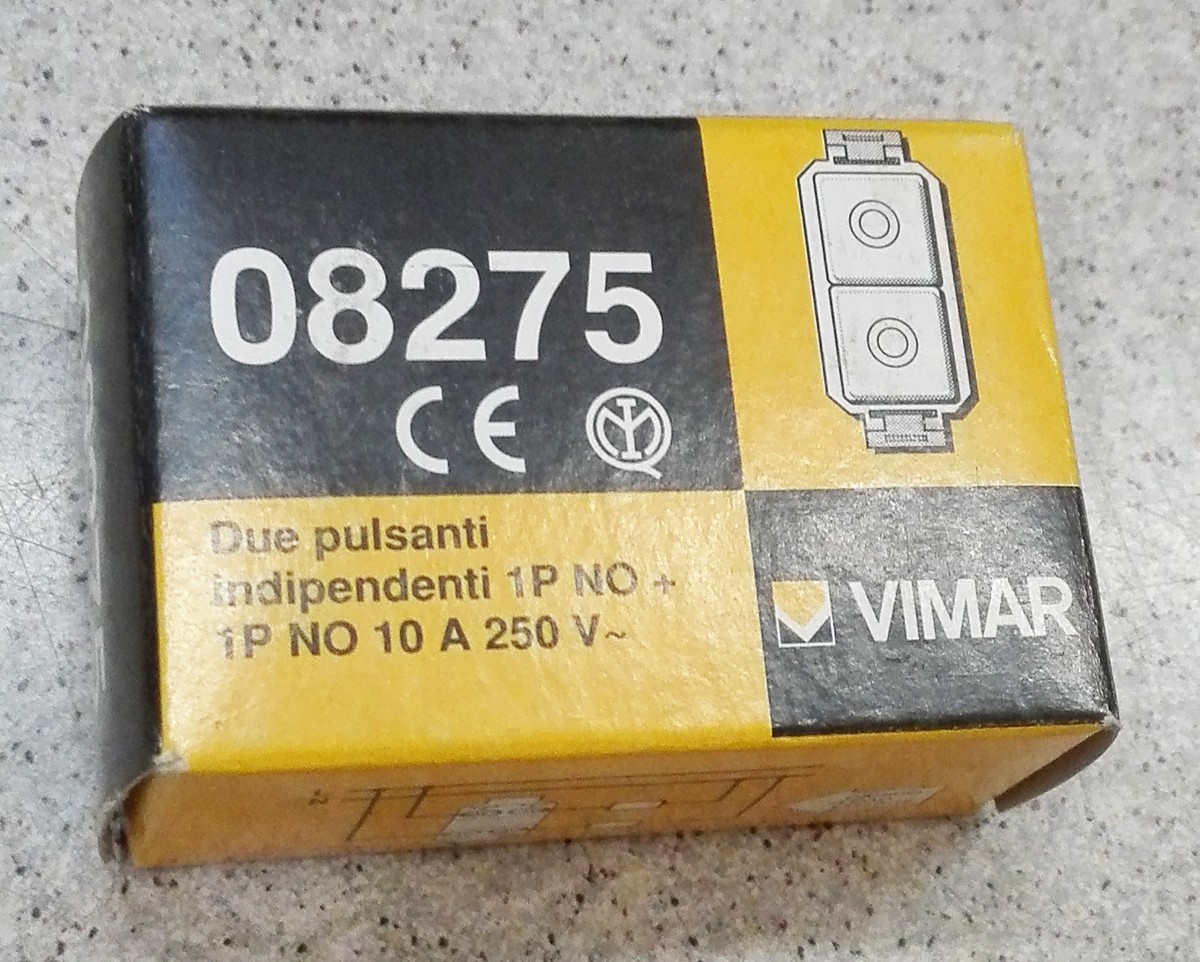 08275
CE
Due pulsanti
indipendenti 1P NO +
1P NO 10 A 250 V~
VIMAR